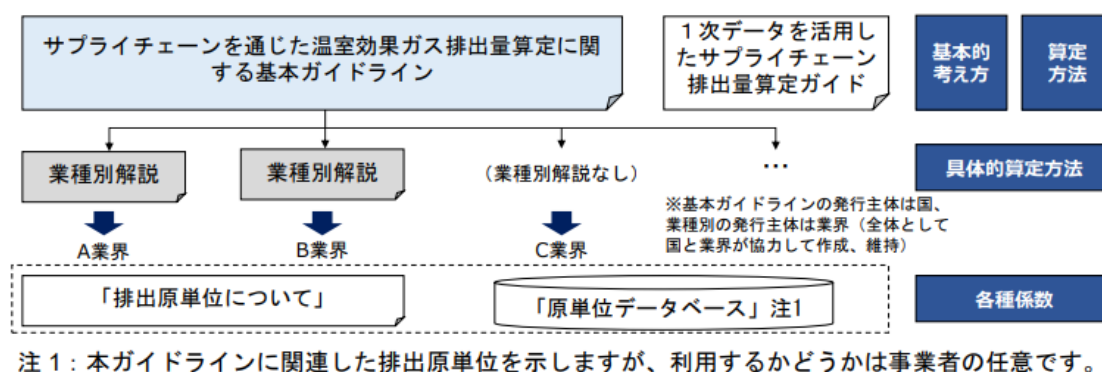 サプライチェーンを通じた温室効果ガス排出量算定に関
する基本ガイドライン
１次データを活用し
たサプライチェーン
排出量算定ガイド
基本的
考え方
算定
方法
業種別解説
業種別解説
（業種別解説なし）
…
具体的算定方法
※基本ガイドラインの発行主体は国、
業種別の発行主体は業界（全体として
国と業界が協力して作成、維持）
A業界
B業界
C業界
「排出原単位について」
「原単位データベース」注1
各種係数
注１：本ガイドラインに関連した排出原単位を示しますが、利用するかどうかは事業者の任意です。